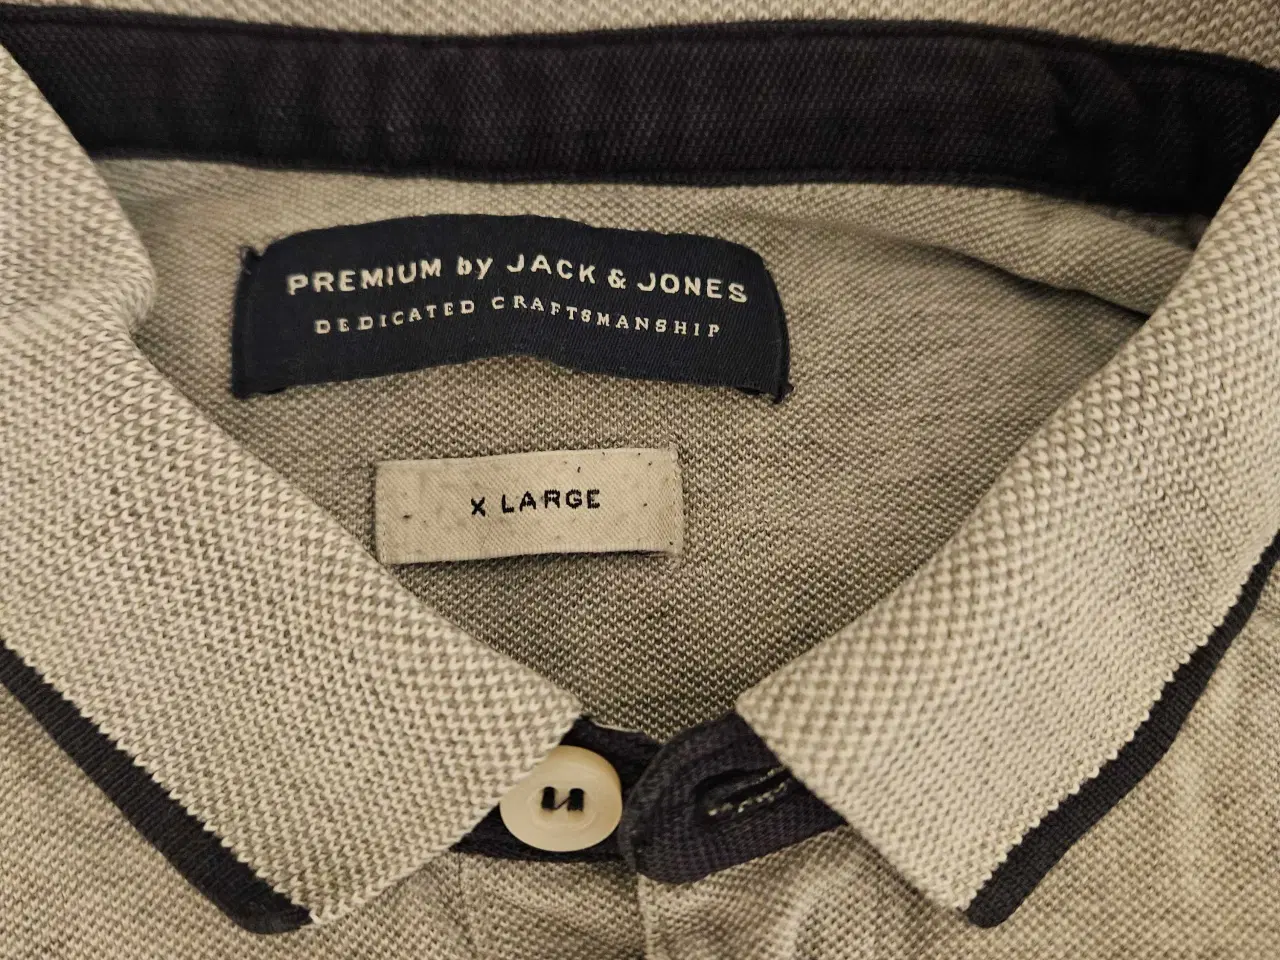 PREMIUM by JACK & JONES
DEDICATED CRAFTSMANSHIP
X LARGE